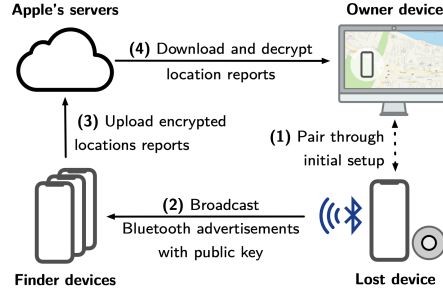 Apple's servers
Owner device
(4) Download and decrypt
location reports
(3) Upload encrypted
locations reports
(1) Pair through
initial setup
(2) Broadcast
Bluetooth advertisements
with public key
Finder devices
Lost device